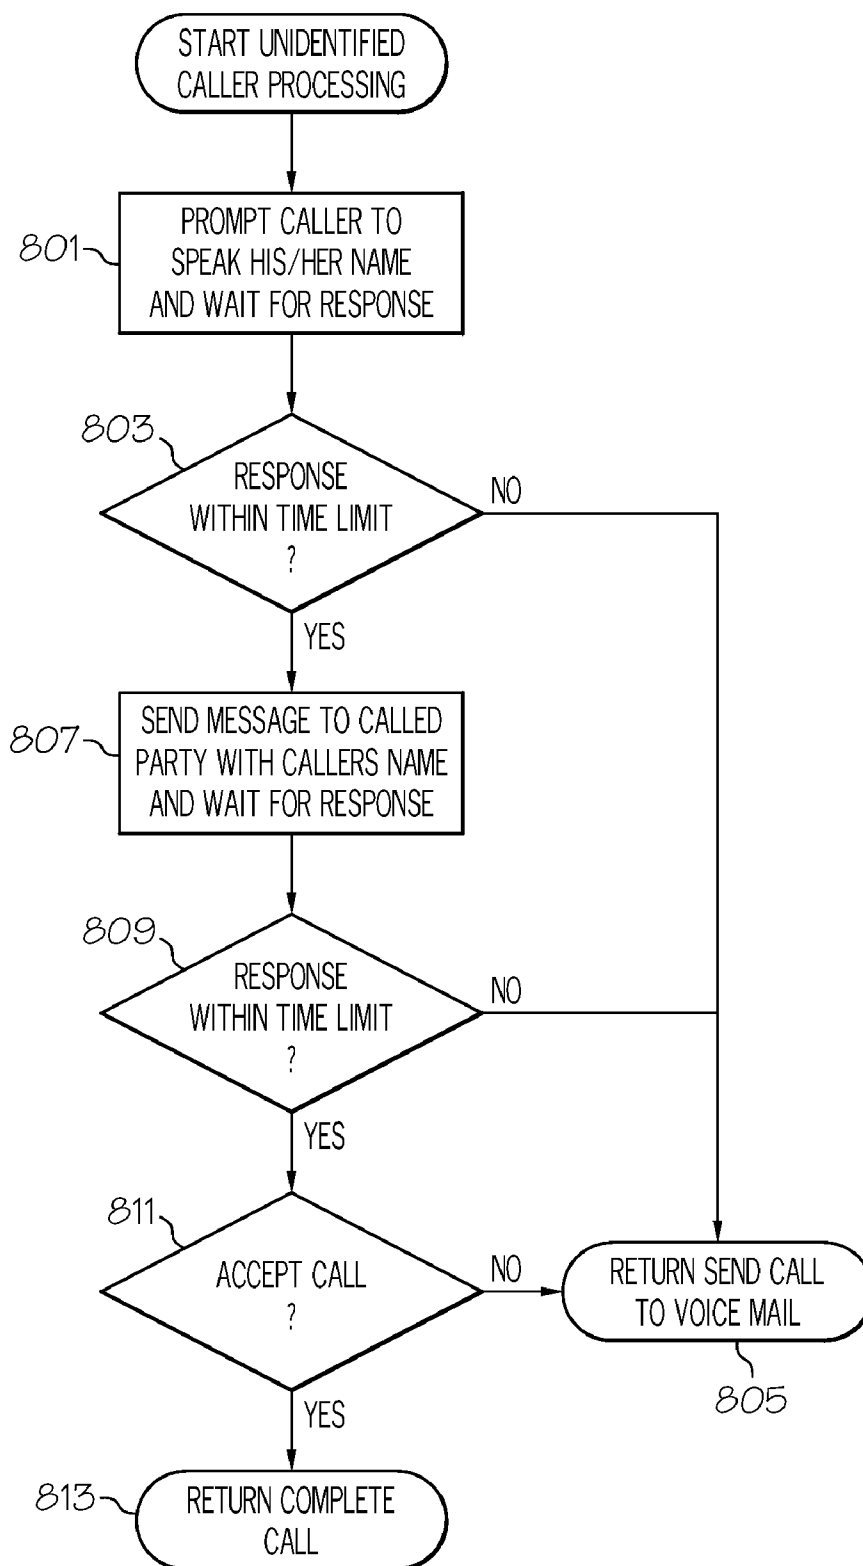 START UNIDENTIFIED
CALLER PROCESSING
801
PROMPT CALLER TO
SPEAK HIS/HER NAME
AND WAIT FOR RESPONSE
803
RESPONSE
WITHIN TIME LIMIT
?
NO
YES
807
SEND MESSAGE TO CALLED
PARTY WITH CALLERS NAME
AND WAIT FOR RESPONSE
809
RESPONSE
WITHIN TIME LIMIT
?
NO
YES
811
ACCEPT CALL
?
NO
RETURN SEND CALL
TO VOICE MAIL
805
YES
813
RETURN COMPLETE
CALL